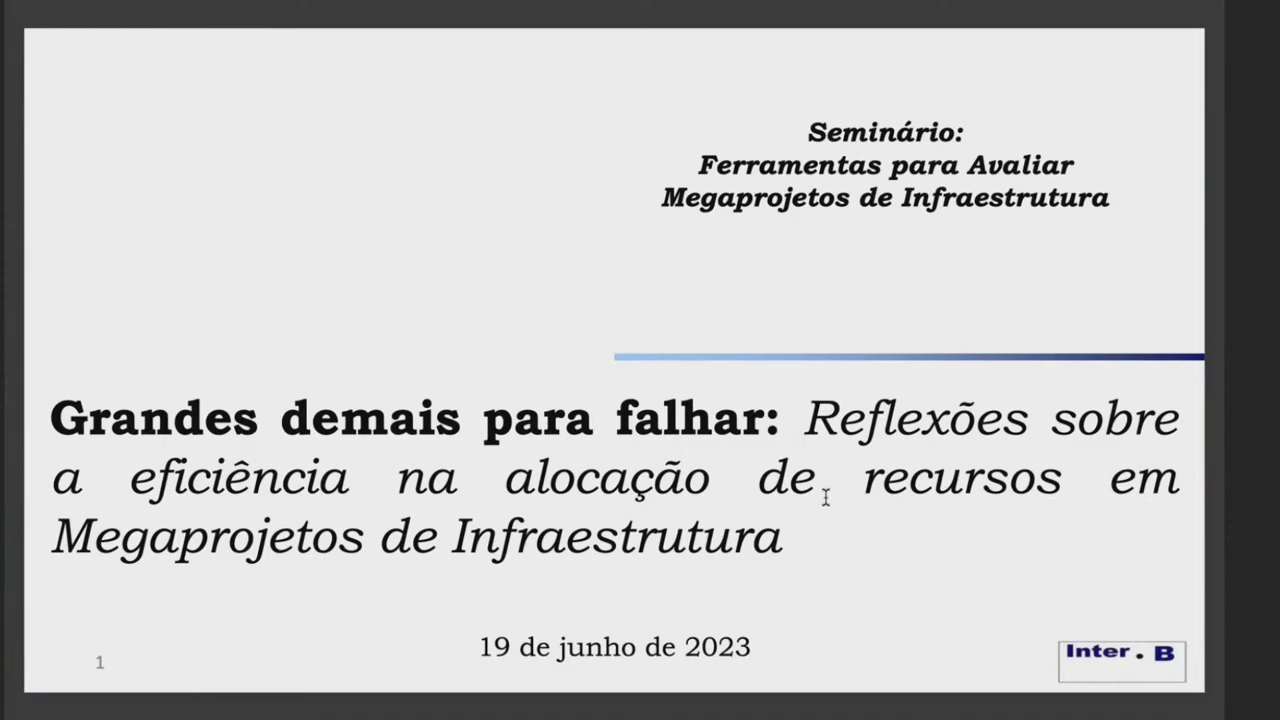 Seminário:
Ferramentas para Avaliar
Megaprojetos de Infraestrutura
Grandes demais para falhar: Reflexões sobre
a eficiência na alocação de recursos em
Megaprojetos de Infraestrutura
19 de junho de 2023
1
Inter.B